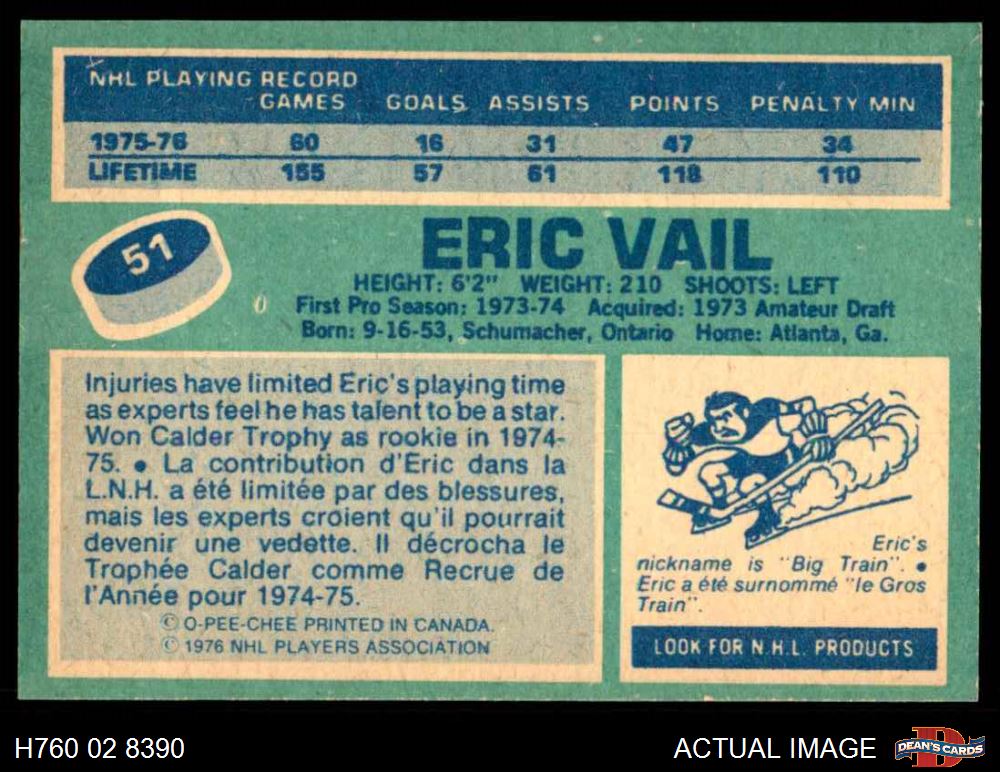 NHL PLAYING RECORD
GAMES GOALS ASSISTS POINTS PENALTY MIN
1975-76 60 16 31 47 34
LIFETIME 155 57 61 118 110
51
ERIC VAIL
HEIGHT: 6'2" WEIGHT: 210 SHOOTS: LEFT
First Pro Season: 1973-74 Acquired: 1973 Amateur Draft
Born: 9-16-53, Schumacher, Ontario Home: Atlanta, Ga.
Injuries have limited Eric's playing time
as experts feel he has talent to be a star.
Won Calder Trophy as rookie in 1974-
75. ● La contribution d'Eric dans la
L.N.H. a été limitée par des blessures,
mais les experts croient qu'il pourrait
devenir une vedette. Il décrocha le
Trophée Calder comme Recrue de
l'Année pour 1974-75.
© O-PEE-CHEE PRINTED IN CANADA.
© 1976 NHL PLAYERS ASSOCIATION
Eric's
nickname is "Big Train". ●
Eric a été surnommé "le Gros
Train".
LOOK FOR N.H.L. PRODUCTS
H760 02 8390
ACTUAL IMAGE
D
DEAN'S CARDS